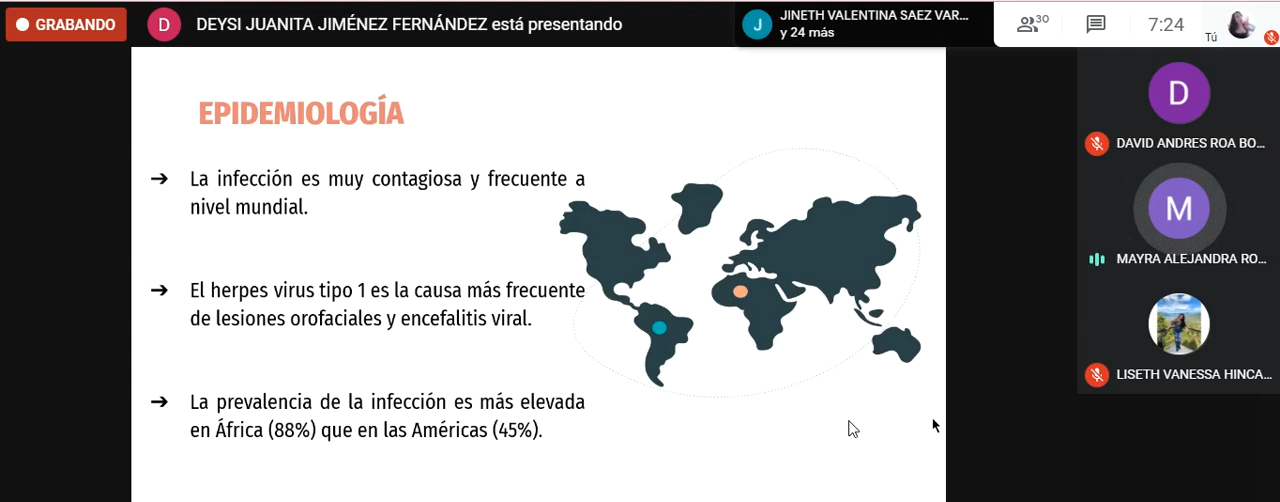 GRABANDO
D
DEYSI JUANITA JIMÉNEZ FERNÁNDEZ está presentando
J
JINETH VALENTINA SAEZ VAR...
y 24 más
30
7:24
Tú
EPIDEMIOLOGÍA
➔ La infección es muy contagiosa y frecuente a
nivel mundial.
➔ El herpes virus tipo 1 es la causa más frecuente
de lesiones orofaciales y encefalitis viral.
➔ La prevalencia de la infección es más elevada
en África (88%) que en las Américas (45%).
D
DAVID ANDRES ROA BO...
M
MAYRA ALEJANDRA RO...
LISETH VANESSA HINCA...